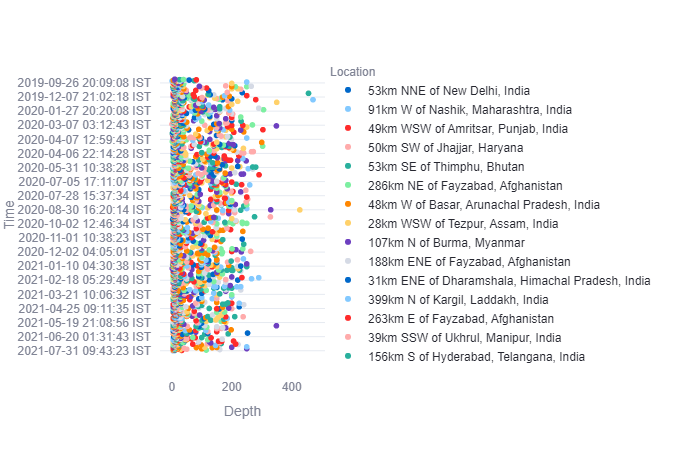 Location
Time
2019-09-26 20:09:08 IST
2019-12-07 21:02:18 IST
2020-01-27 20:20:08 IST
2020-03-07 03:12:43 IST
2020-04-07 12:59:43 IST
2020-04-06 22:14:28 IST
2020-05-31 10:38:28 IST
2020-07-05 17:11:07 IST
2020-07-28 15:37:34 IST
2020-08-30 16:20:14 IST
2020-10-02 12:46:34 IST
2020-11-01 10:38:23 IST
2020-12-02 04:05:01 IST
2021-01-10 04:30:38 IST
2021-02-18 05:29:49 IST
2021-03-21 10:06:32 IST
2021-04-25 09:11:35 IST
2021-05-19 21:08:56 IST
2021-06-20 01:31:43 IST
2021-07-31 09:43:23 IST
53km NNE of New Delhi, India
91km W of Nashik, Maharashtra, India
49km WSW of Amritsar, Punjab, India
50km SW of Jhajjar, Haryana
53km SE of Thimphu, Bhutan
286km NE of Fayzabad, Afghanistan
48km W of Basar, Arunachal Pradesh, India
28km WSW of Tezpur, Assam, India
107km N of Burma, Myanmar
188km ENE of Fayzabad, Afghanistan
31km ENE of Dharamshala, Himachal Pradesh, India
399km N of Kargil, Laddakh, India
263km E of Fayzabad, Afghanistan
39km SSW of Ukhrul, Manipur, India
156km S of Hyderabad, Telangana, India
0 200 400
Depth